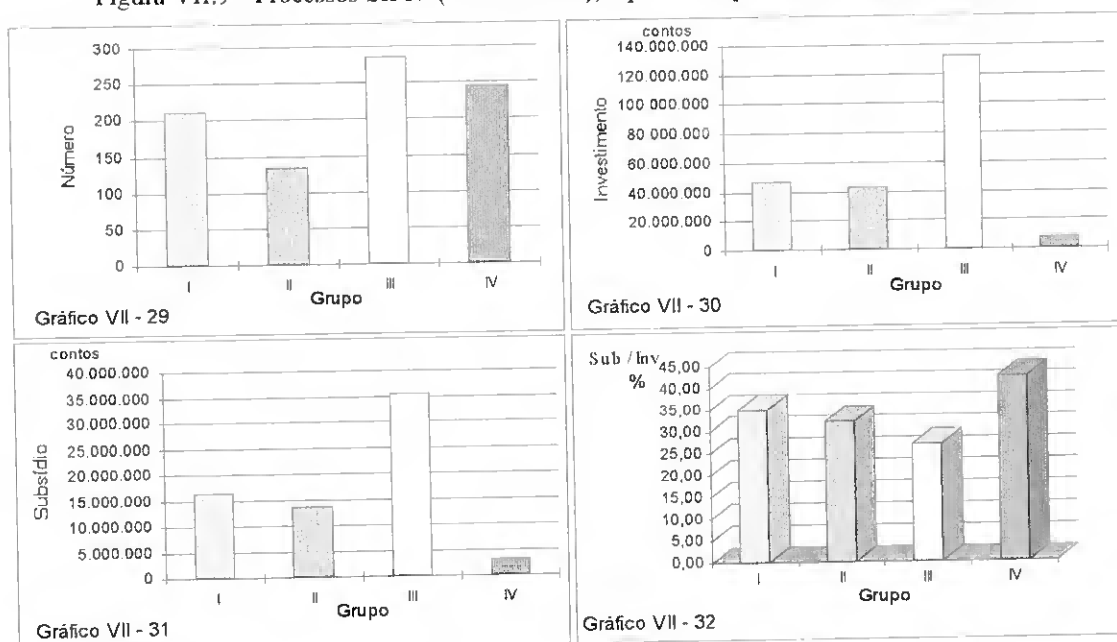 Figura VII.9 - Processos
300
250
200
150
100
50
0
Número
I II III IV
Grupo
Gráfico VII - 29
contos
140.000.000
120.000.000
100 000.000
80 000.000
60.000.000
40.000.000
20.000.000
0
Investimento
I II III IV
Grupo
Gráfico VII - 30
contos
40.000.000
35.000.000
30.000.000
25.000.000
20.000.000
15.000.000
10.000.000
5.000.000
0
Subsídio
I II III IV
Grupo
Gráfico VII - 31
Sub / Inv
%
45,00
40,00
35,00
30,00
25,00
20,00
15,00
10,00
5,00
0,00
I II III IV
Grupo
Gráfico VII - 32